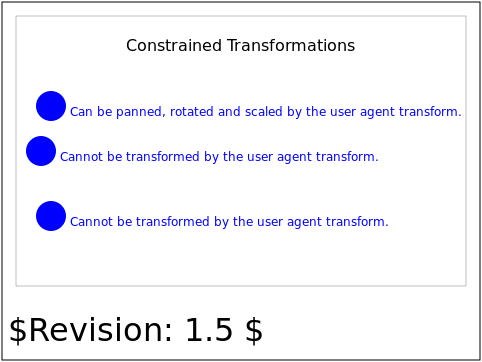 Constrained Transformations
Can be panned, rotated and scaled by the user agent transform.
Cannot be transformed by the user agent transform.
Cannot be transformed by the user agent transform.
$Revision: 1.5 $